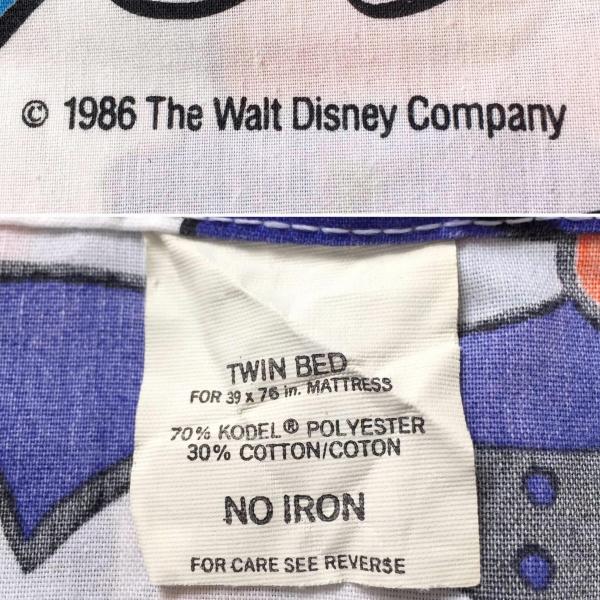 © 1986 The Walt Disney Company
TWIN BED
FOR 39 x 76 in. MATTRESS
70% KODEL® POLYESTER
30% COTTON/COTON
NO IRON
FOR CARE SEE REVERSE